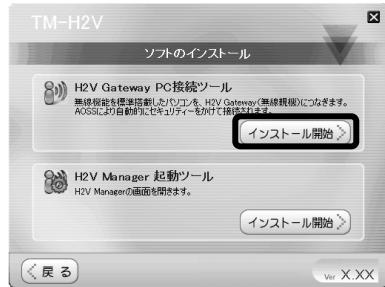 TM-H2V
ソフトのインストール
H2V Gateway PC接続ツール
無線機能を標準搭載したパソコンを、H2V Gateway(無線親機)につなぎます。
AOSSにより自動的にセキュリティーをかけて接続されます。
インストール開始
H2V Manager 起動ツール
H2V Managerの画面を開きます。
インストール開始
戻る
Ver X.XX